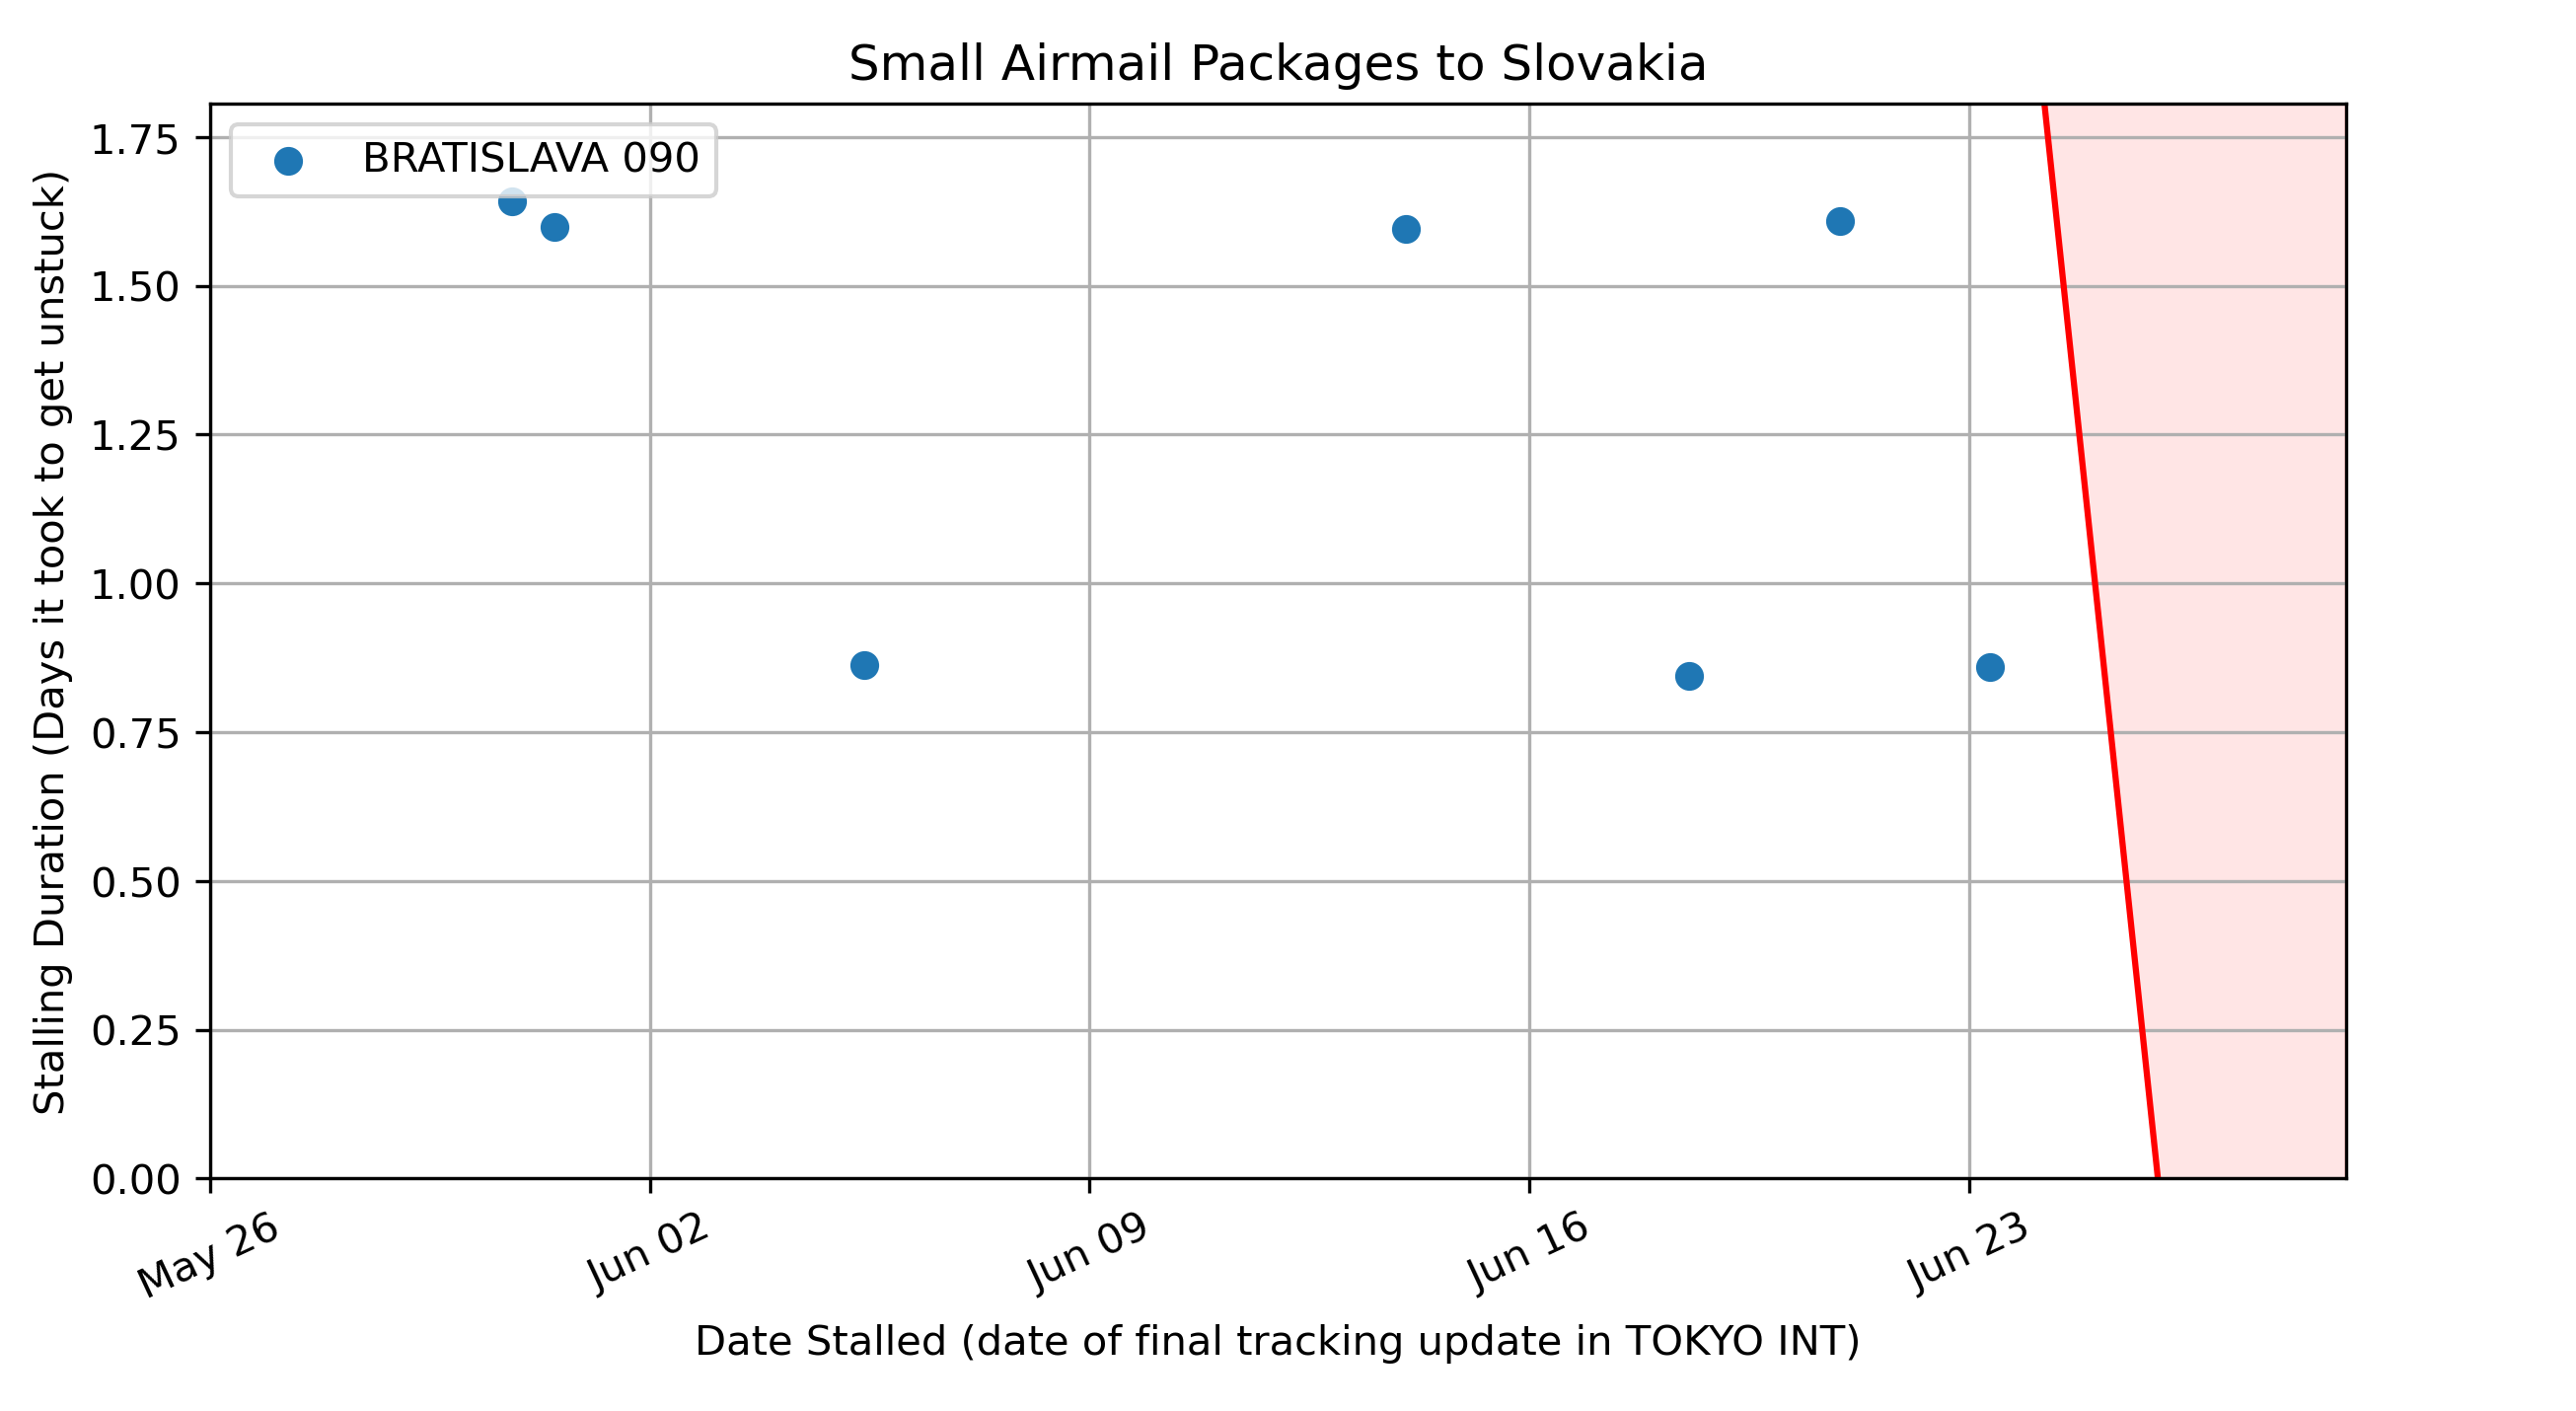 Small Airmail Packages to Slovakia
BRATISLAVA 090
Stalling Duration (Days it took to get unstuck)
1.75
1.50
1.25
1.00
0.75
0.50
0.25
0.00
May 26
Jun 02
Jun 09
Jun 16
Jun 23
Date Stalled (date of final tracking update in TOKYO INT)